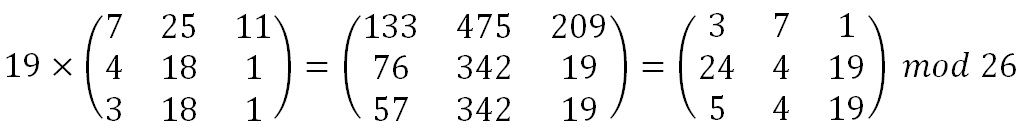 19 × (7 25 11
4 18 1
3 18 1) = (133 475 209
76 342 19
57 342 19) = (3 7 1
24 4 19
5 4 19) mod 26